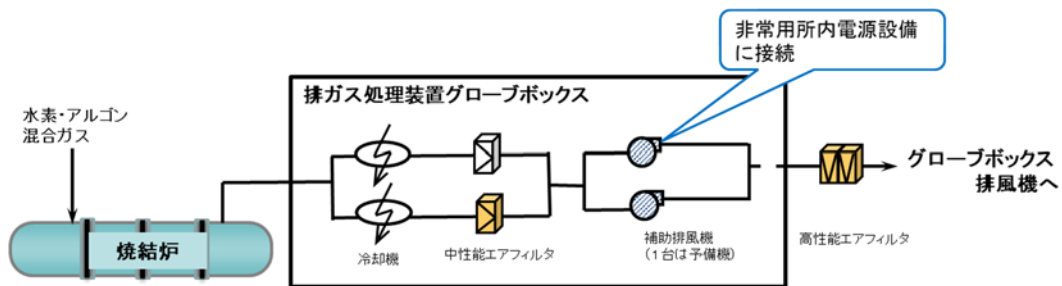 非常用所内電源設備
に接続
排ガス処理装置グローブボックス
水素・アルゴン
混合ガス
焼結炉
冷却機
中性能エアフィルタ
補助排風機
(1台は予備機)
高性能エアフィルタ
グローブボックス
排風機へ